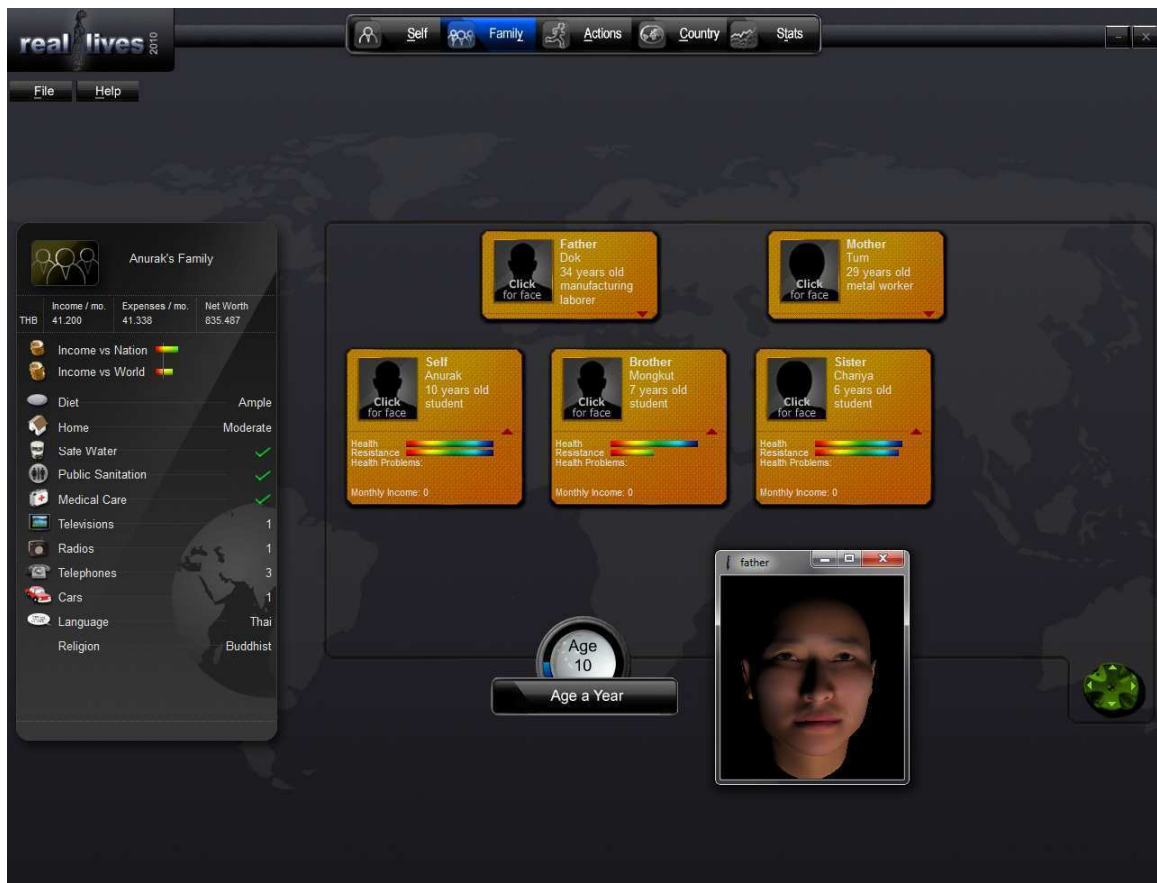 real lives 2010
Self Family Actions Country Stats
File Help
Anurak's Family
Income / mo. Expenses / mo. Net Worth
THB 41.200 41.338 835.487
Income vs Nation
Income vs World
Diet Ample
Home Moderate
Safe Water
Public Sanitation
Medical Care
Televisions 1
Radios 1
Telephones 3
Cars 1
Language Thai
Religion Buddhist
Click
for face
Father
Dok
34 years old
manufacturing
laborer
Click
for face
Mother
Tum
29 years old
metal worker
Click
for face
Self
Anurak
10 years old
student
Health
Resistance
Health Problems:
Monthly Income: 0
Click
for face
Brother
Mongkut
7 years old
student
Health
Resistance
Health Problems:
Monthly Income: 0
Click
for face
Sister
Chanya
6 years old
student
Health
Resistance
Health Problems:
Monthly Income: 0
father
Age
10
Age a Year